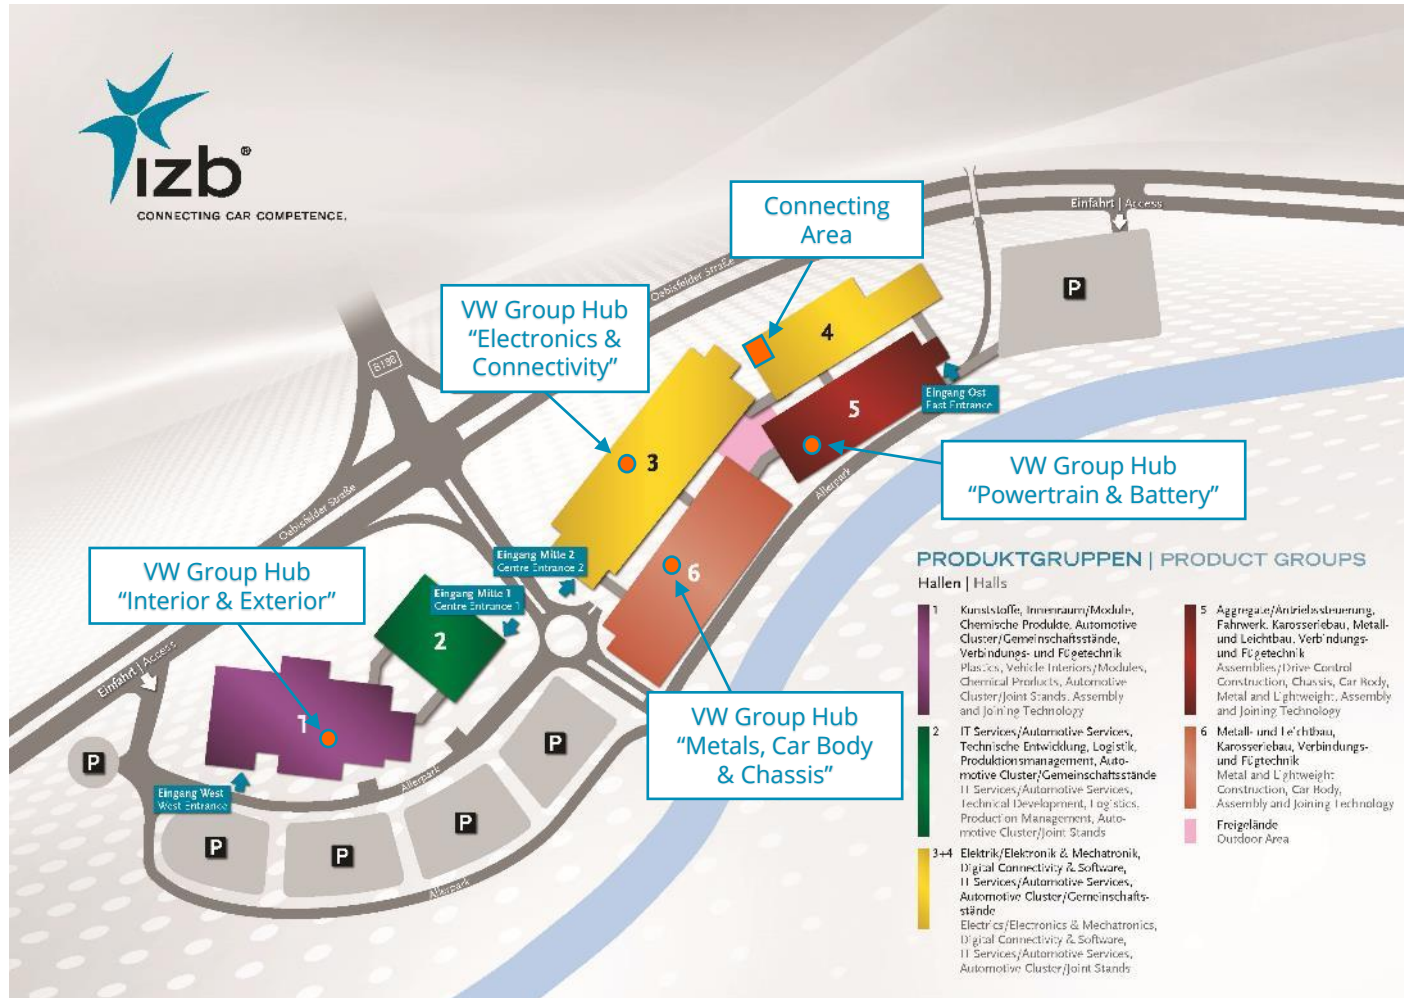 izb®
CONNECTING CAR COMPETENCE.
Connecting
Area
Einfahrt | Access
P
Oebisfelder Straße
VW Group Hub
“Electronics &
Connectivity”
B188
4
5
3
6
Eingang Ost
East Entrance
VW Group Hub
“Powertrain & Battery”
Allerpark
Oebisfelder Straße
Eingang Mitte 2
Centre Entrance 2
Eingang Mitte 1
Centre Entrance 1
2
VW Group Hub
“Interior & Exterior”
Einfahrt | Access
1
VW Group Hub
“Metals, Car Body
& Chassis”
P
P
Eingang West
West Entrance
Allerpark
P
P
P
Allerpark
PRODUKTGRUPPEN | PRODUCT GROUPS
Hallen | Halls
1 Kunststoffe, Innenraum/Module,
Chemische Produkte, Automotive
Cluster/Gemeinschaftsstände,
Verbindungs- und Fügetechnik
Plastics, Vehicle Interiors/Modules,
Chemical Products, Automotive
Cluster/Joint Stands, Assembly
and Joining Technology
2 IT Services/Automotive Services,
Technische Entwicklung, Logistik,
Produktionsmanagement, Auto-
motive Cluster/Gemeinschaftsstände
IT Services/Automotive Services,
Technical Development, Logistics,
Production Management, Auto-
motive Cluster/Joint Stands
3+4 Elektrik/Elektronik & Mechatronik,
Digital Connectivity & Software,
IT Services/Automotive Services,
Automotive Cluster/Gemeinschafts-
stände
Electrics/Electronics & Mechatronics,
Digital Connectivity & Software,
IT Services/Automotive Services,
Automotive Cluster/Joint Stands
5 Aggregate/Antriebssteuerung,
Fahrwerk, Karosseriebau, Metall-
und Leichtbau, Verbindungs-
und Fügetechnik
Assemblies/Drive Control
Construction, Chassis, Car Body,
Metal and Lightweight, Assembly
and Joining Technology
6 Metall- und Leichtbau,
Karosseriebau, Verbindungs-
und Fügtechnik
Metal and Lightweight
Construction, Car Body,
Assembly and Joining Technology
Freigelände
Outdoor Area